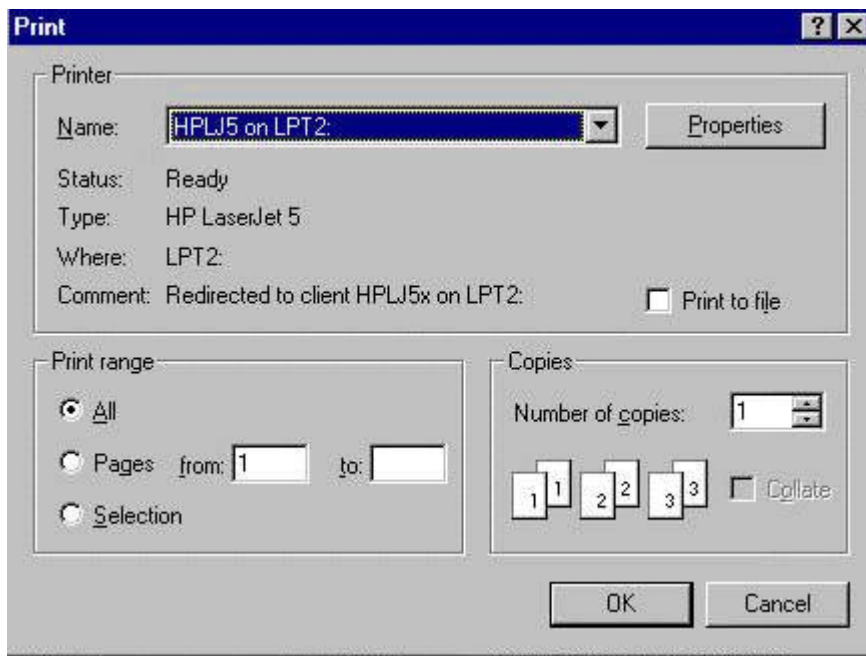 Print
Printer
Name: HPLJ5 on LPT2: Properties
Status: Ready
Type: HP LaserJet 5
Where: LPT2:
Comment: Redirected to client HPLJ5x on LPT2: Print to file
Print range
All
Pages from: 1 to:
Selection
Copies
Number of copies: 1
1 1 2 2 3 3 Collate
OK Cancel